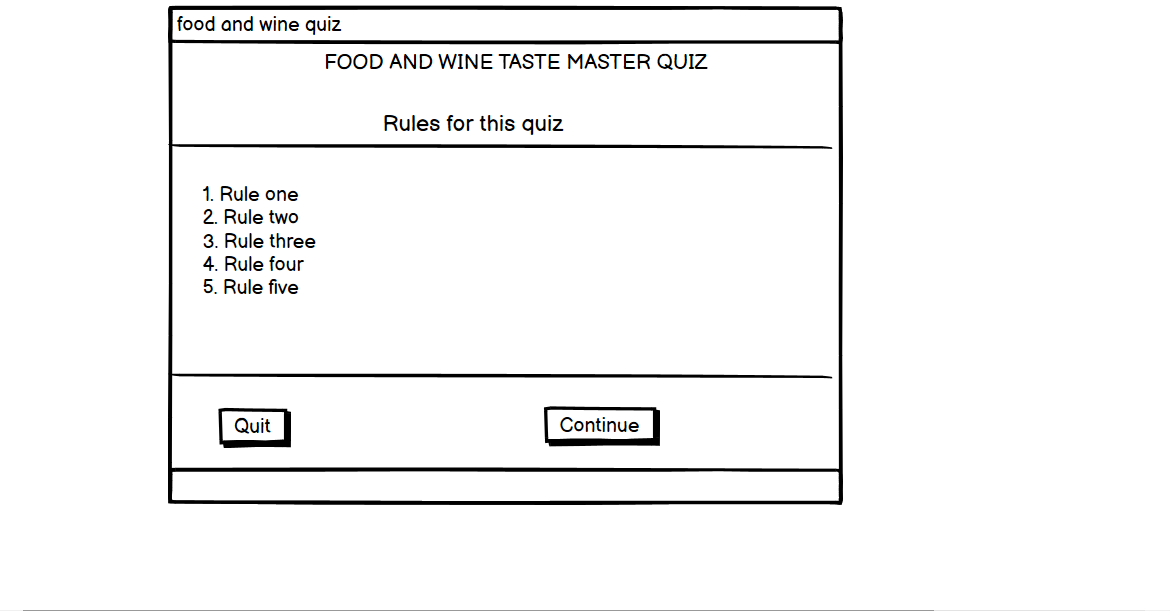 food and wine quiz
FOOD AND WINE TASTE MASTER QUIZ
Rules for this quiz
1. Rule one
2. Rule two
3. Rule three
4. Rule four
5. Rule five
Quit
Continue